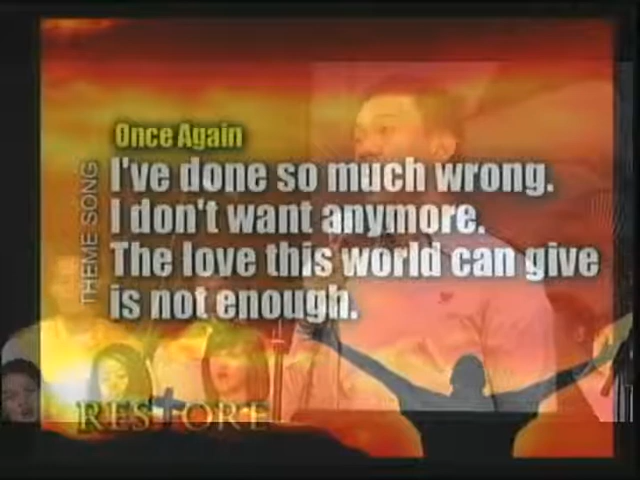 Once Again
THEME SONG
I've done so much wrong.
I don't want anymore.
The love this world can give
is not enough.
RESTORE